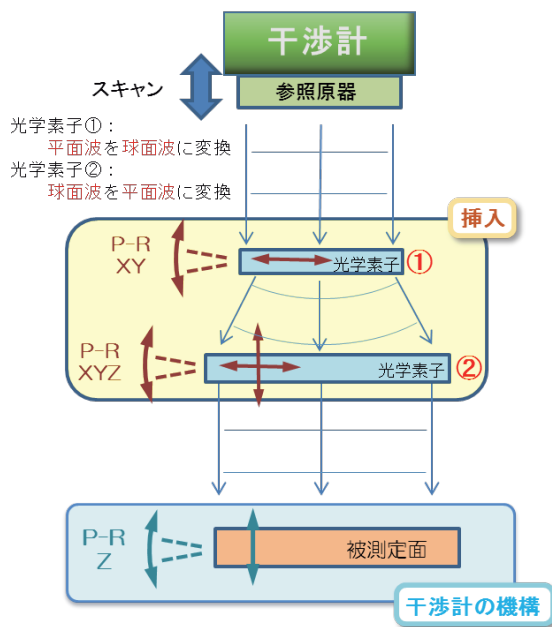 干渉計
参照原器
スキャン
光学素子①：
平面波を球面波に変換
光学素子②：
球面波を平面波に変換
挿入
P-R
XY
光学素子
①
P-R
XYZ
光学素子
②
P-R
Z
被測定面
干渉計の機構